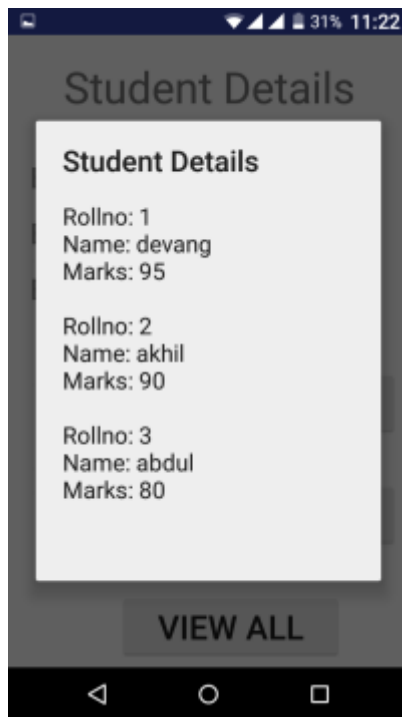 31% 11:22
Student Details
Student Details
Rollno: 1
Name: devang
Marks: 95
Rollno: 2
Name: akhil
Marks: 90
Rollno: 3
Name: abdul
Marks: 80
VIEW ALL